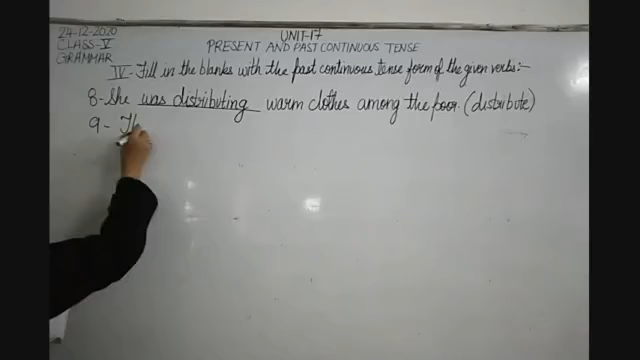 24-12-2020
CLASS-V
GRAMMAR
UNIT-17
PRESENT AND PAST CONTINUOUS TENSE
IV- Fill in the blanks with the past continuous tense form of the given verbs:-
8- She was distributing warm clothes among the poor. (distribute)
9- Th